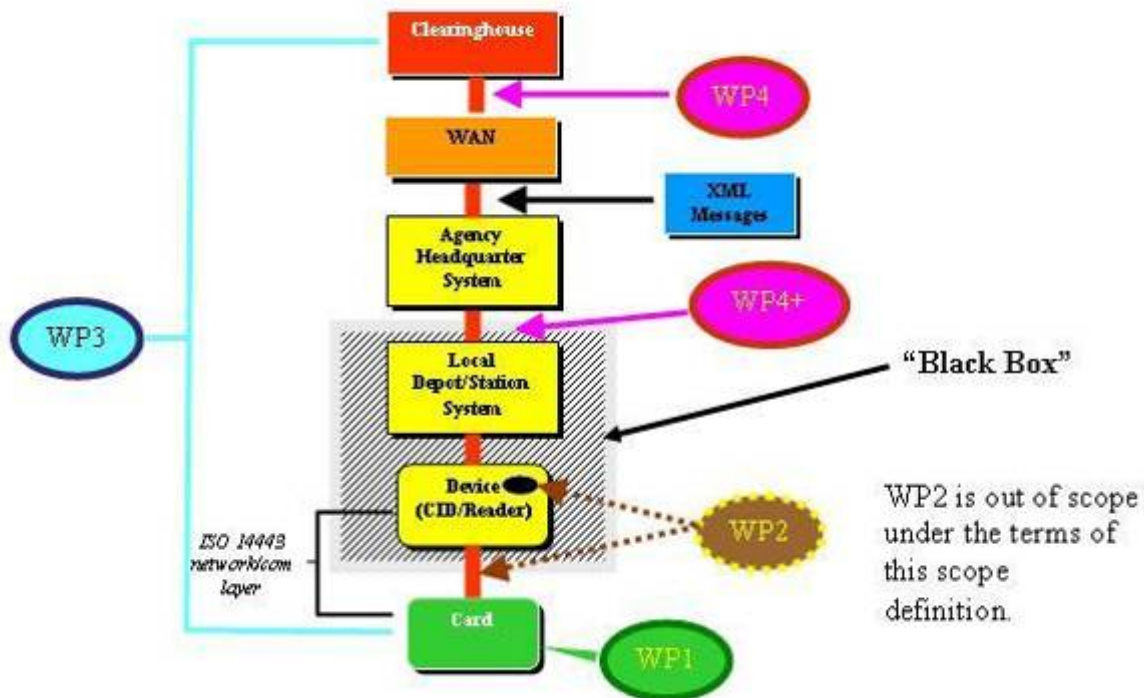 Clearinghouse
WP4
WAN
XML
Messages
Agency
Headquarter
System
WP4+
WP3
Local
Depot/Station
System
“Black Box”
Device
(CID/Reader)
WP2
WP2 is out of scope
under the terms of
this scope
definition.
ISO 14443
network/com
layer
Card
WP1